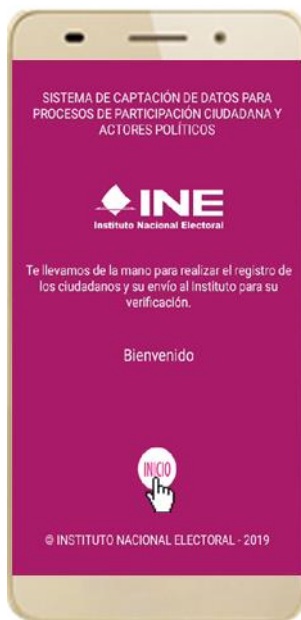 SISTEMA DE CAPTACIÓN DE DATOS PARA
PROCESOS DE PARTICIPACIÓN CIUDADANA Y
ACTORES POLÍTICOS
INE
Instituto Nacional Electoral
Te llevamos de la mano para realizar el registro de
los ciudadanos y su envío al Instituto para su
verificación.
Bienvenido
INICIO
© INSTITUTO NACIONAL ELECTORAL - 2019